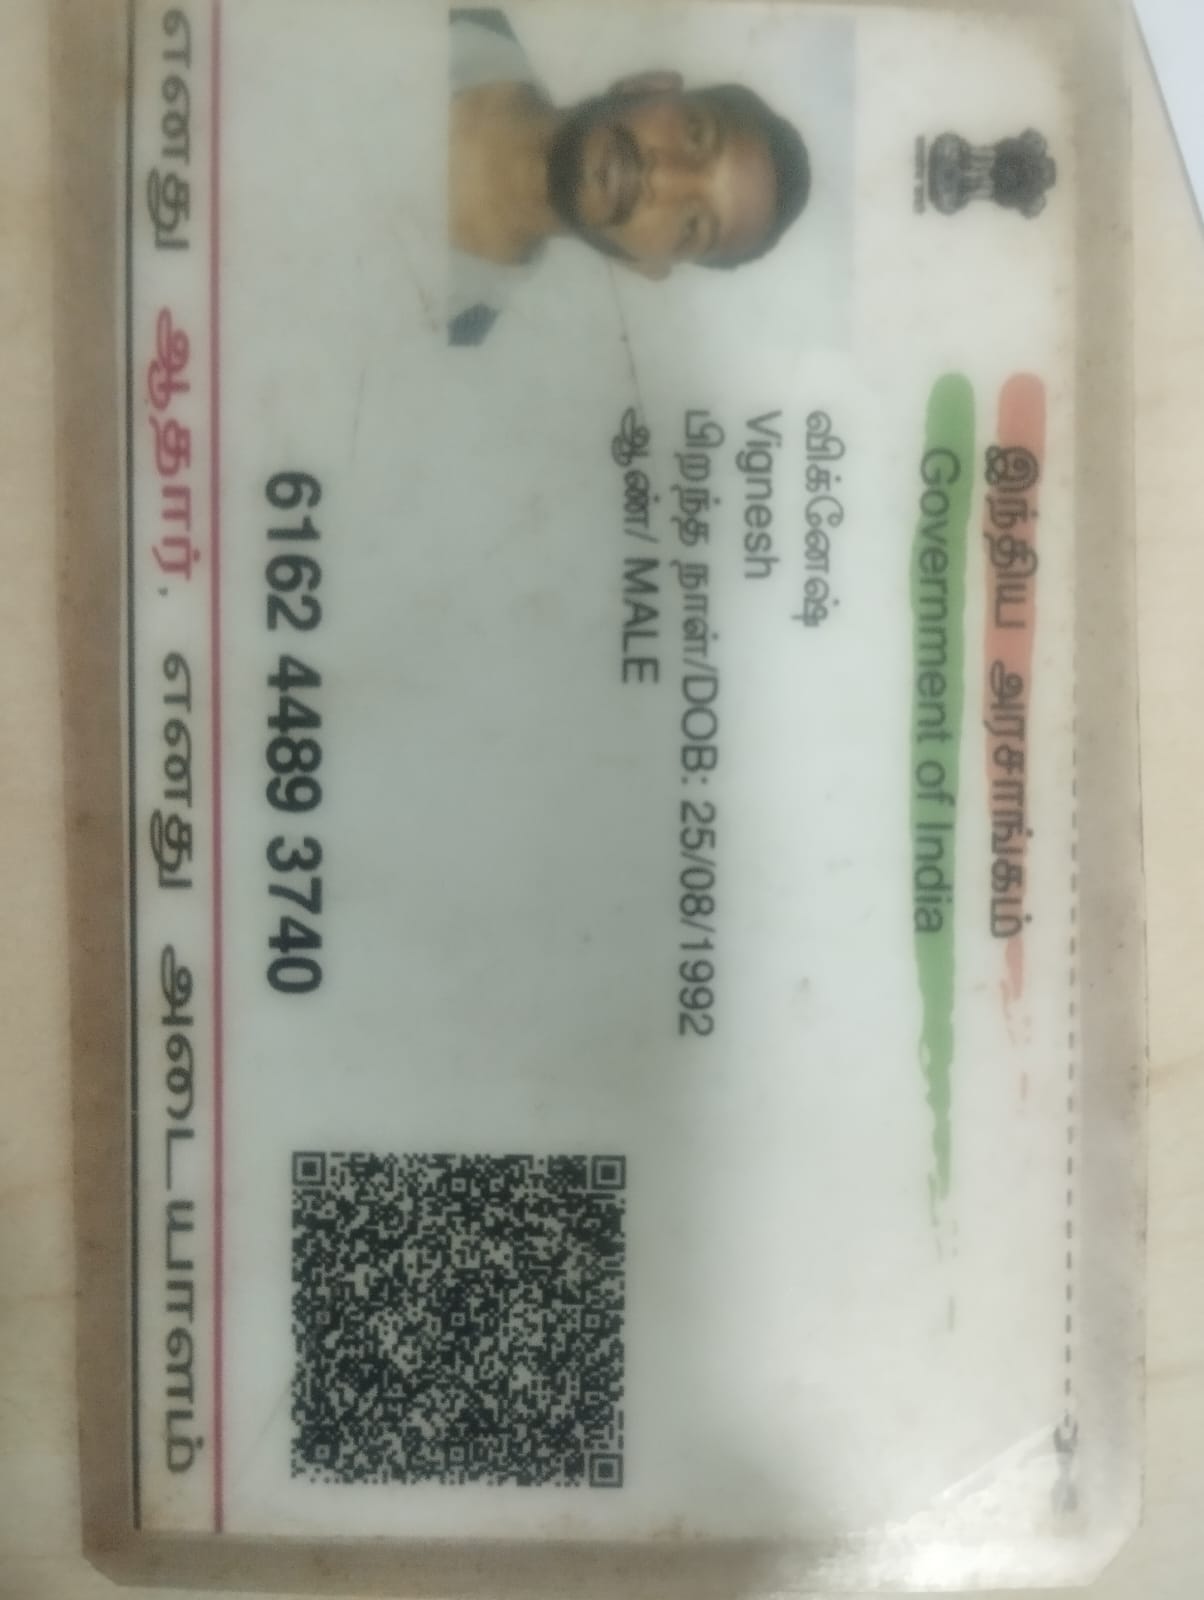 இந்திய அரசாங்கம்
Government of India
விக்னேஷ்
Vignesh
பிறந்த நாள்/DOB: 25/08/1992
ஆண்/ MALE
6162 4489 3740
எனது ஆதார், எனது அடையாளம்